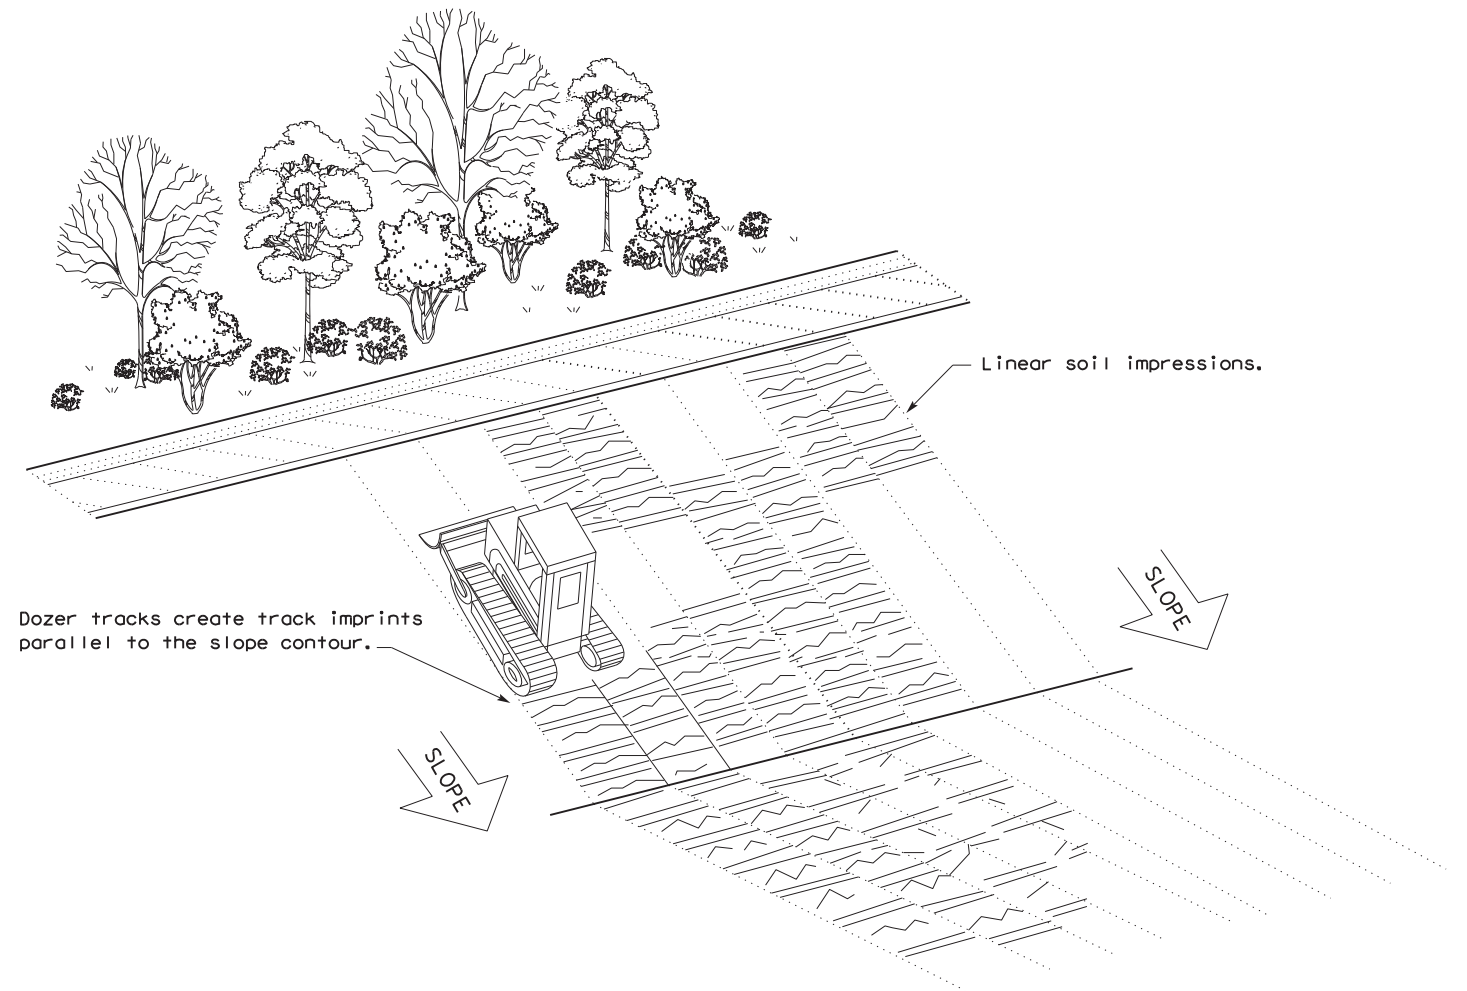 Linear soil impressions.
SLOPE
Dozer tracks create track imprints
parallel to the slope contour.
SLOPE